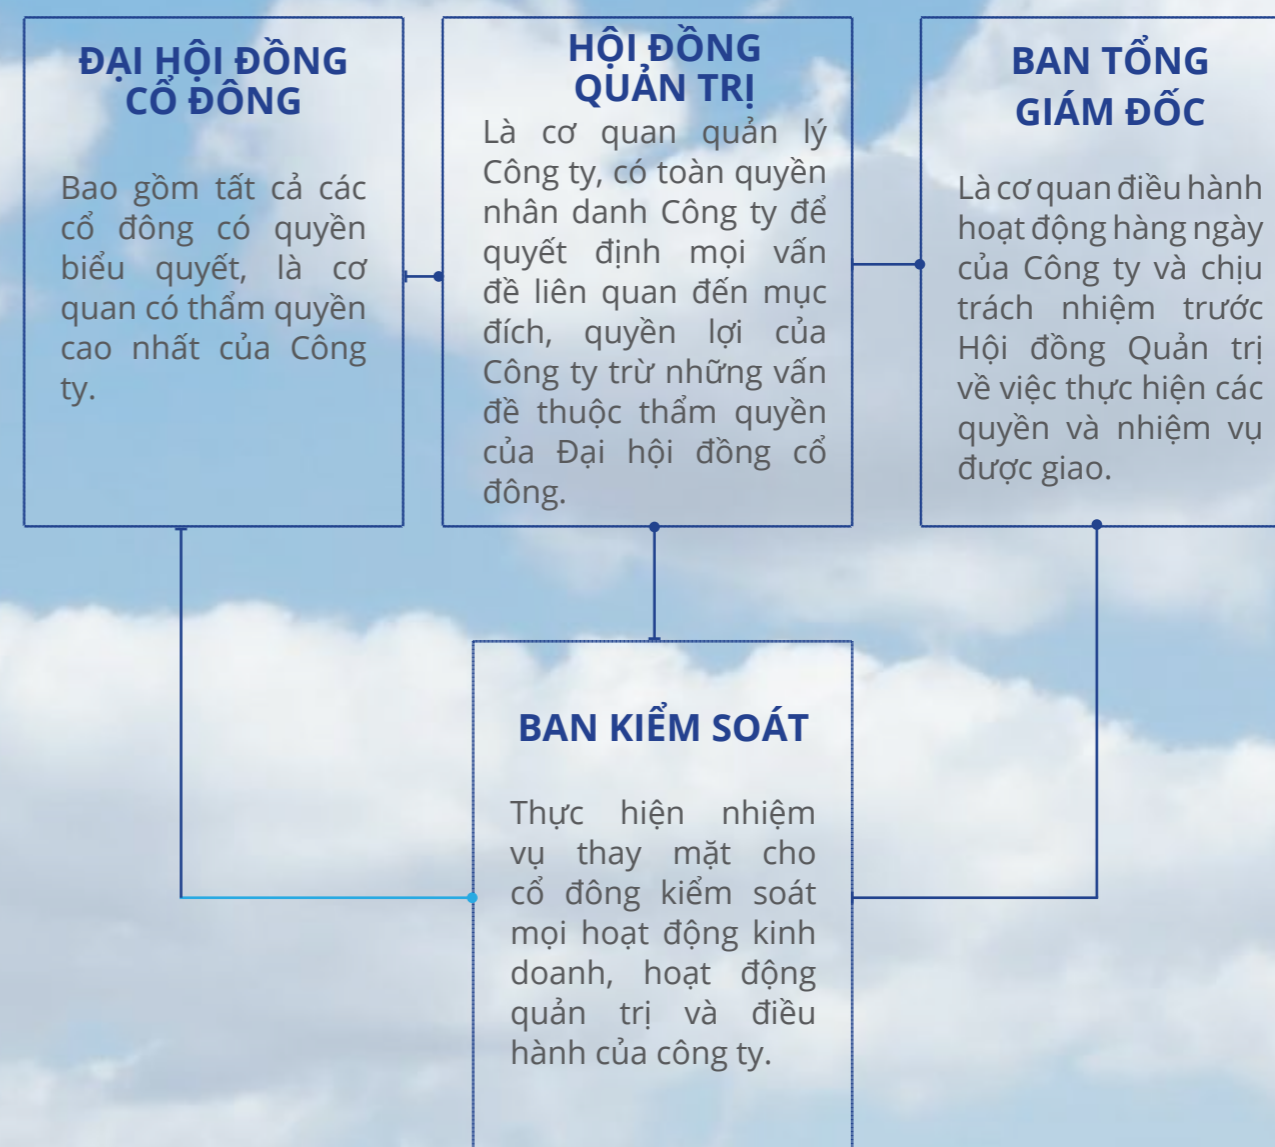 ĐẠI HỘI ĐỒNG
CỔ ĐÔNG
Bao gồm tất cả các
cổ đông có quyền
biểu quyết, là cơ
quan có thẩm quyền
cao nhất của Công
ty.
HỘI ĐỒNG
QUẢN TRỊ
Là cơ quan quản lý
Công ty, có toàn quyền
nhân danh Công ty để
quyết định mọi vấn
đề liên quan đến mục
đích, quyền lợi của
Công ty trừ những vấn
đề thuộc thẩm quyền
của Đại hội đồng cổ
đông.
BAN TỔNG
GIÁM ĐỐC
Là cơ quan điều hành
hoạt động hàng ngày
của Công ty và chịu
trách nhiệm trước
Hội đồng Quản trị
về việc thực hiện các
quyền và nhiệm vụ
được giao.
BAN KIỂM SOÁT
Thực hiện nhiệm
vụ thay mặt cho
cổ đông kiểm soát
mọi hoạt động kinh
doanh, hoạt động
quản trị và điều
hành của công ty.